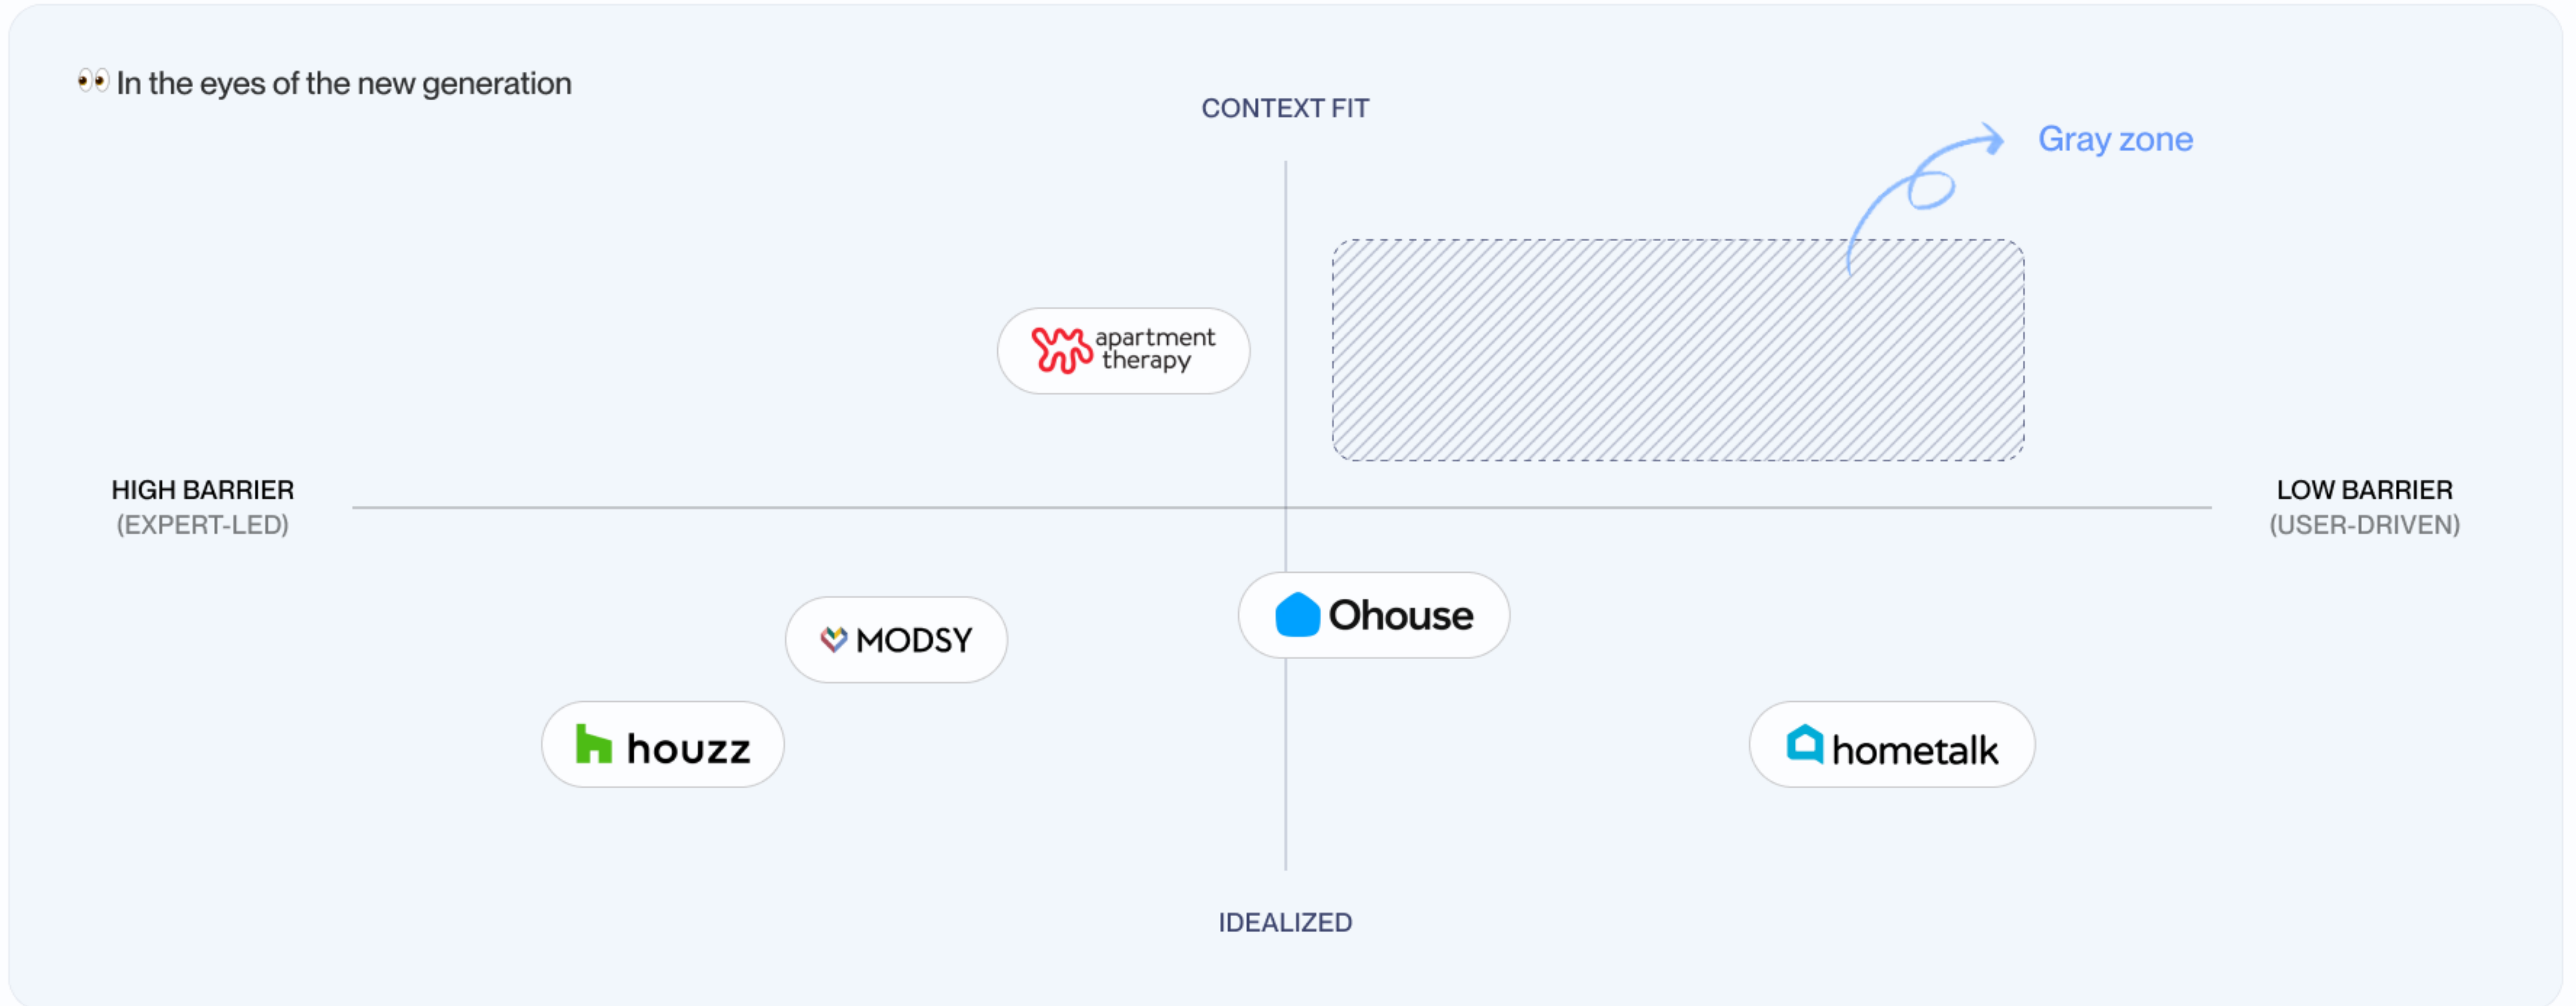 👀 In the eyes of the new generation
CONTEXT FIT
Gray zone
apartment
therapy
HIGH BARRIER
(EXPERT-LED)
LOW BARRIER
(USER-DRIVEN)
Ohouse
MODSY
houzz
hometalk
IDEALIZED